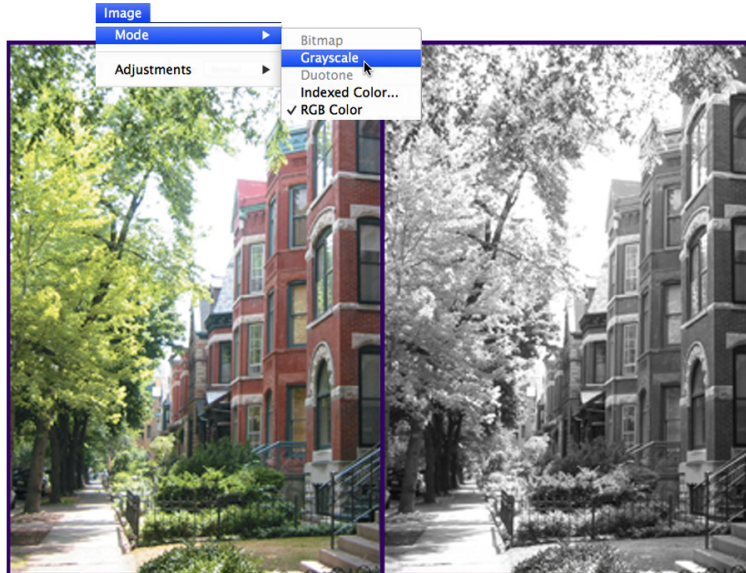 Image
Mode
Adjustments
Bitmap
Grayscale
Duotone
Indexed Color...
✓ RGB Color